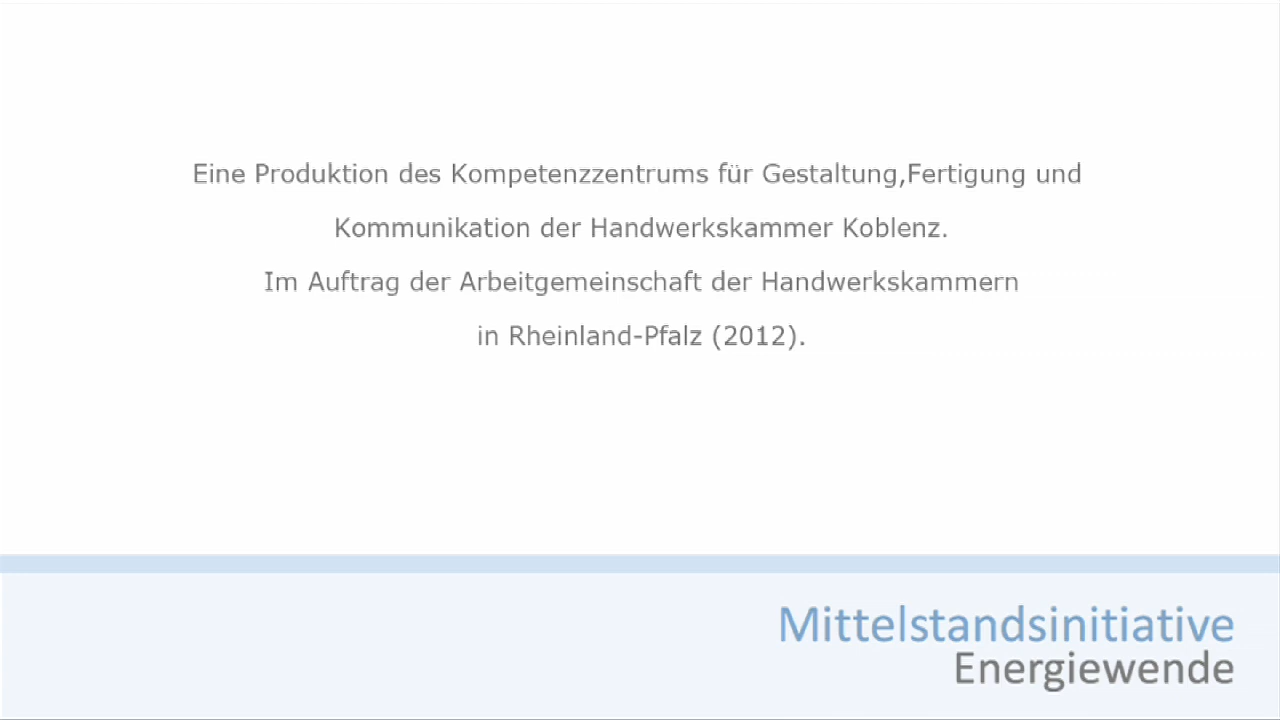 Eine Produktion des Kompetenzzentrums für Gestaltung,Fertigung und
Kommunikation der Handwerkskammer Koblenz.
Im Auftrag der Arbeitgemeinschaft der Handwerkskammern
in Rheinland-Pfalz (2012).
Mittelstandsinitiative
Energiewende